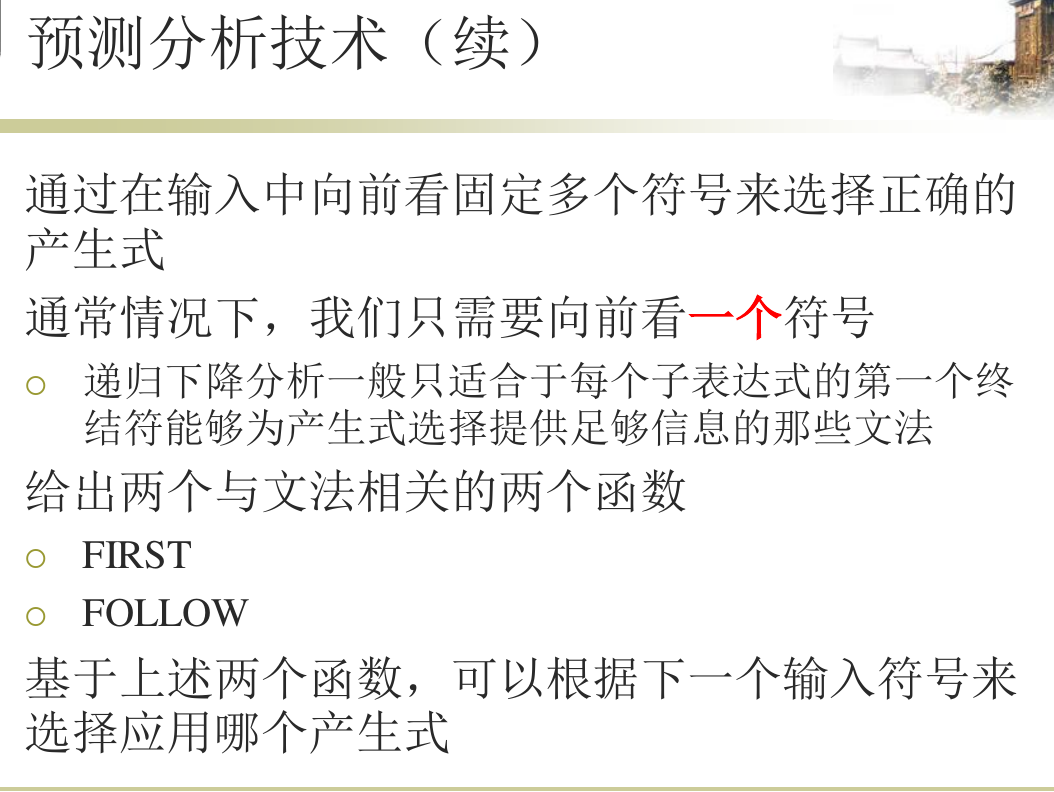 预测分析技术（续）
通过在输入中向前看固定多个符号来选择正确的
产生式
通常情况下，我们只需要向前看一个符号
递归下降分析一般只适合于每个子表达式的第一个终
结符能够为产生式选择提供足够信息的那些文法
给出两个与文法相关的两个函数
FIRST
FOLLOW
基于上述两个函数，可以根据下一个输入符号来
选择应用哪个产生式